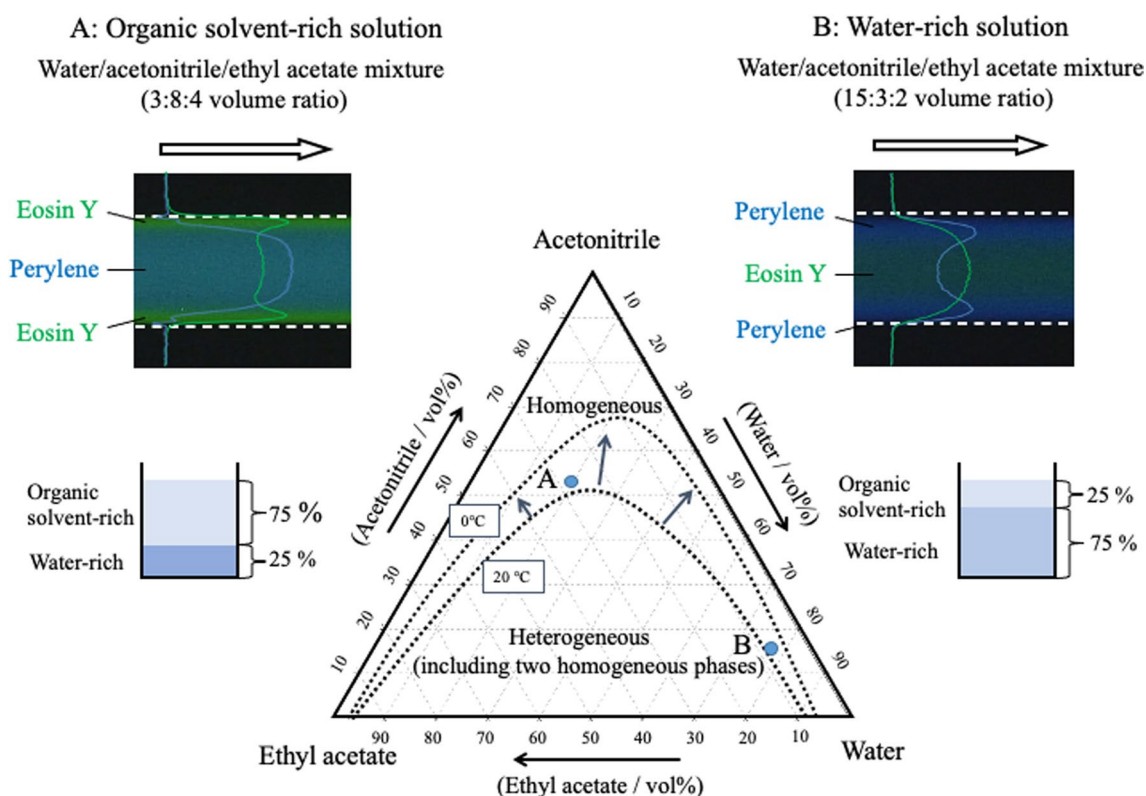 A: Organic solvent-rich solution
Water/acetonitrile/ethyl acetate mixture
(3:8:4 volume ratio)
Eosin Y
Perylene
Eosin Y
B: Water-rich solution
Water/acetonitrile/ethyl acetate mixture
(15:3:2 volume ratio)
Perylene
Eosin Y
Perylene
Organic
solvent-rich
Water-rich
75 %
25 %
Acetonitrile
90
80
70
60
50
40
30
20
10
(Acetonitrile / vol%)
10
20
30
40
50
60
70
80
90
(Water / vol%)
Homogeneous
A
0°C
20 °C
Heterogeneous
(including two homogeneous phases)
B
Ethyl acetate
90
80
70
60
50
40
30
20
10
Water
(Ethyl acetate / vol%)
Organic
solvent-rich
Water-rich
25 %
75 %